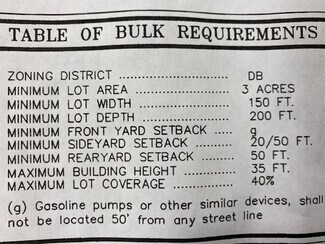 TABLE OF BULK REQUIREMENTS
ZONING DISTRICT .................... DB
MINIMUM LOT AREA .................. 3 ACRES
MINIMUM LOT WIDTH ................ 150 FT.
MINIMUM LOT DEPTH ................ 200 FT.
MINIMUM FRONT YARD SETBACK .. g
MINIMUM SIDEYARD SETBACK ...... 20/50 FT.
MINIMUM REARYARD SETBACK ..... 50 FT.
MAXIMUM BUILDING HEIGHT ........ 35 FT.
MAXIMUM LOT COVERAGE ........... 40%
(g) Gasoline pumps or other similar devices, shall
not be located 50' from any street line